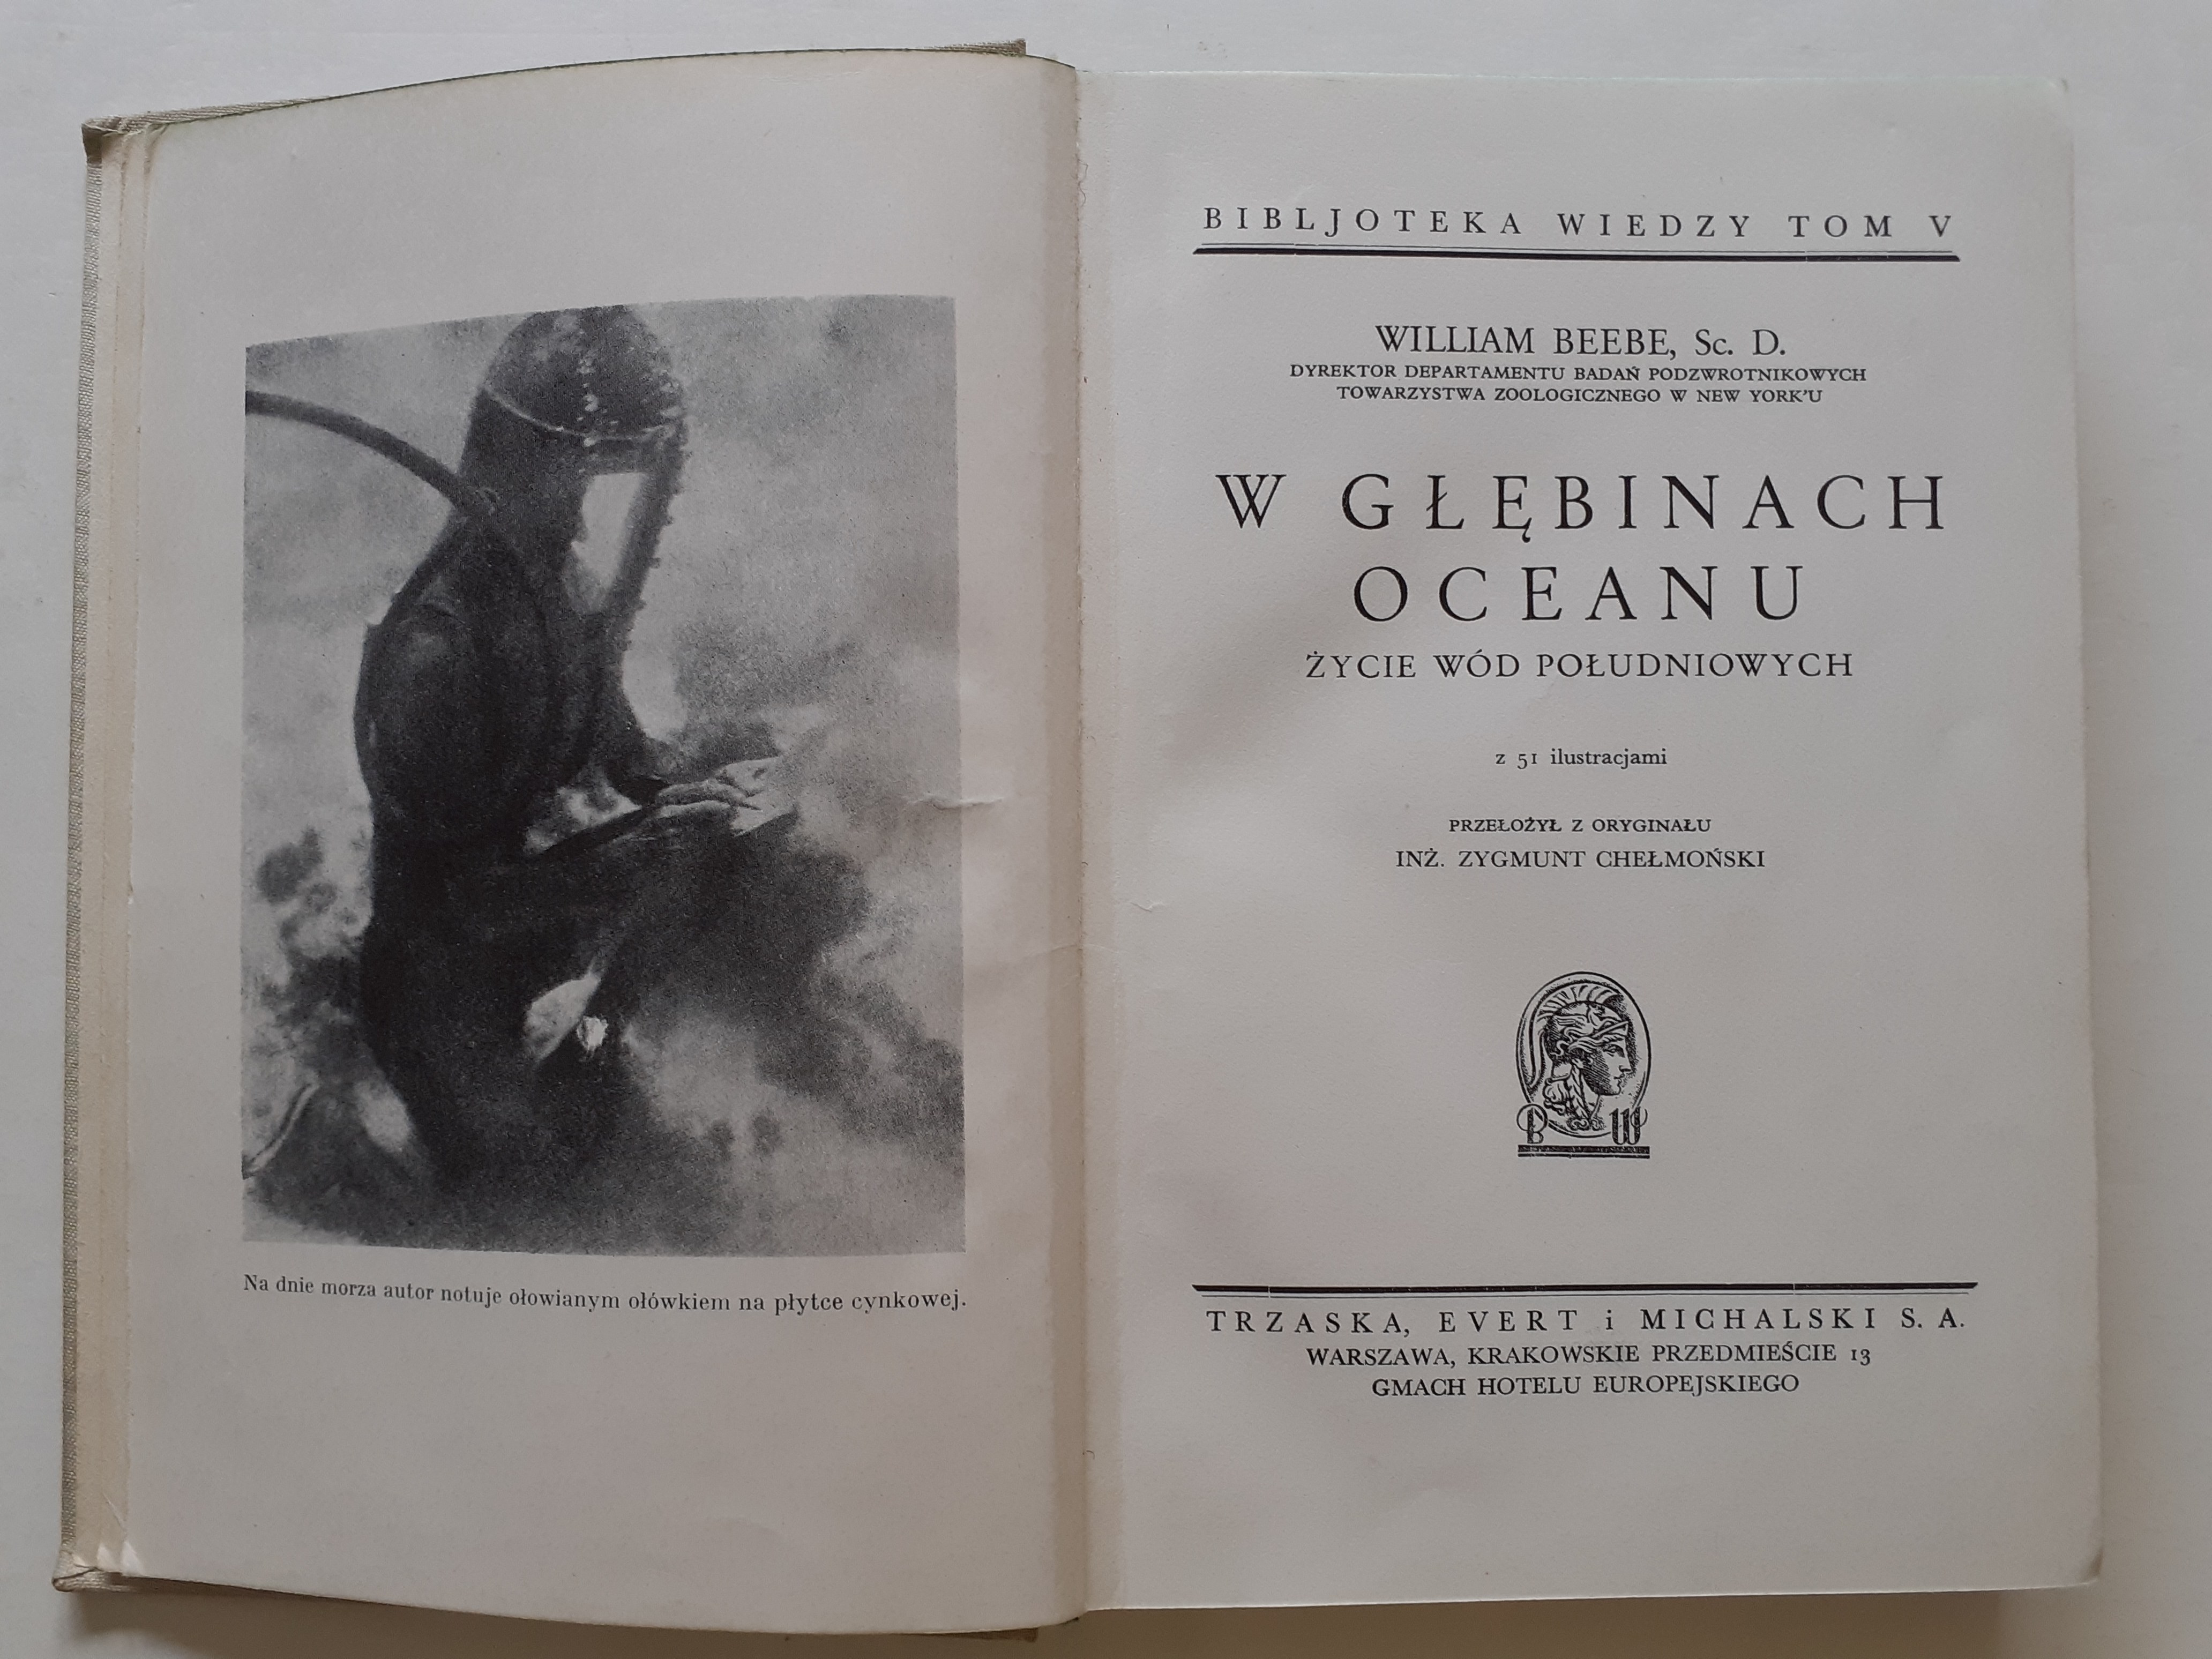 Na dnie morza autor notuje ołowianym ołówkiem na płytce cynkowej.
BIBLJOTEKA WIEDZY TOM V
WILLIAM BEEBE, Sc. D.
DYREKTOR DEPARTAMENTU BADAŃ PODZWROTNIKOWYCH
TOWARZYSTWA ZOOLOGICZNEGO W NEW YORK'U
W GŁĘBINACH
OCEANU
ŻYCIE WÓD POŁUDNIOWYCH
z 51 ilustracjami
PRZEŁOŻYŁ Z ORYGINAŁU
INŻ. ZYGMUNT CHEŁMOŃSKI
B W
TRZASKA, EVERT i MICHALSKI S. A.
WARSZAWA, KRAKOWSKIE PRZEDMIEŚCIE 13
GMACH HOTELU EUROPEJSKIEGO